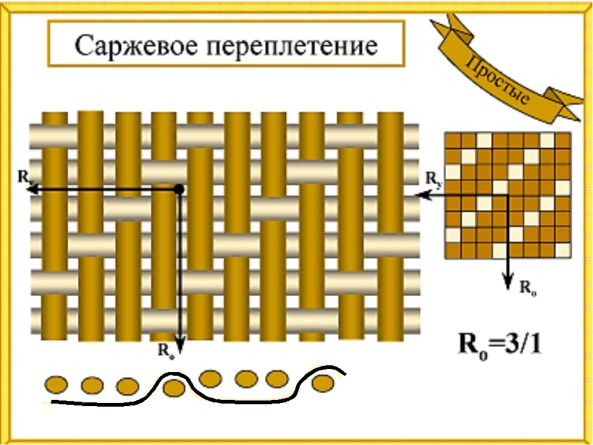 Саржевое переплетение
Простые
Rу
Rу
Rо
Rо
Rо=3/1